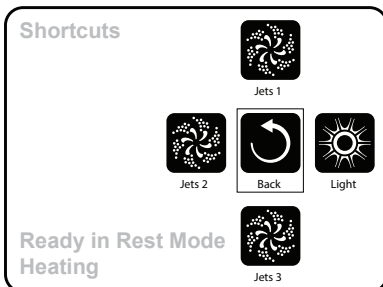 Shortcuts
Jets 1
Jets 2 Back Light
Ready in Rest Mode
Heating
Jets 3